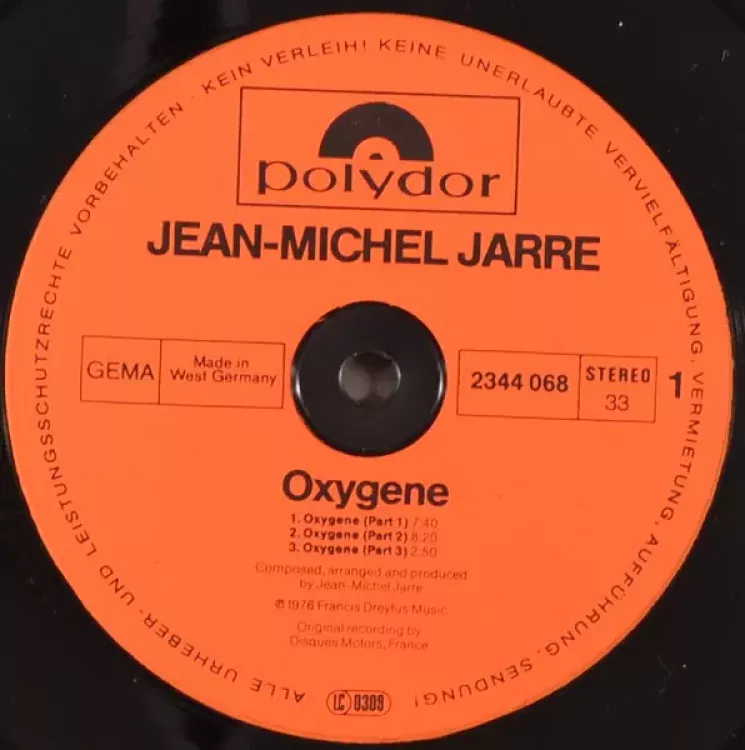 ALLE URHEBER- UND LEISTUNGSSCHUTZRECHTE VORBEHALTEN · KEIN VERLEIH! KEINE UNERLAUBTE VERVIELFÄLTIGUNG, VERMIETUNG, AUFFÜHRUNG, SENDUNG!
polydor
JEAN-MICHEL JARRE
GEMA
Made in
West Germany
2344 068
STEREO
33
1
Oxygene
1. Oxygene (Part 1) 7:40
2. Oxygene (Part 2) 8:20
3. Oxygene (Part 3) 2:50
Composed, arranged and produced
by Jean-Michel Jarre
℗ 1976 Francis Dreyfus Music
Original recording by
Disques Motors, France
LC 0309